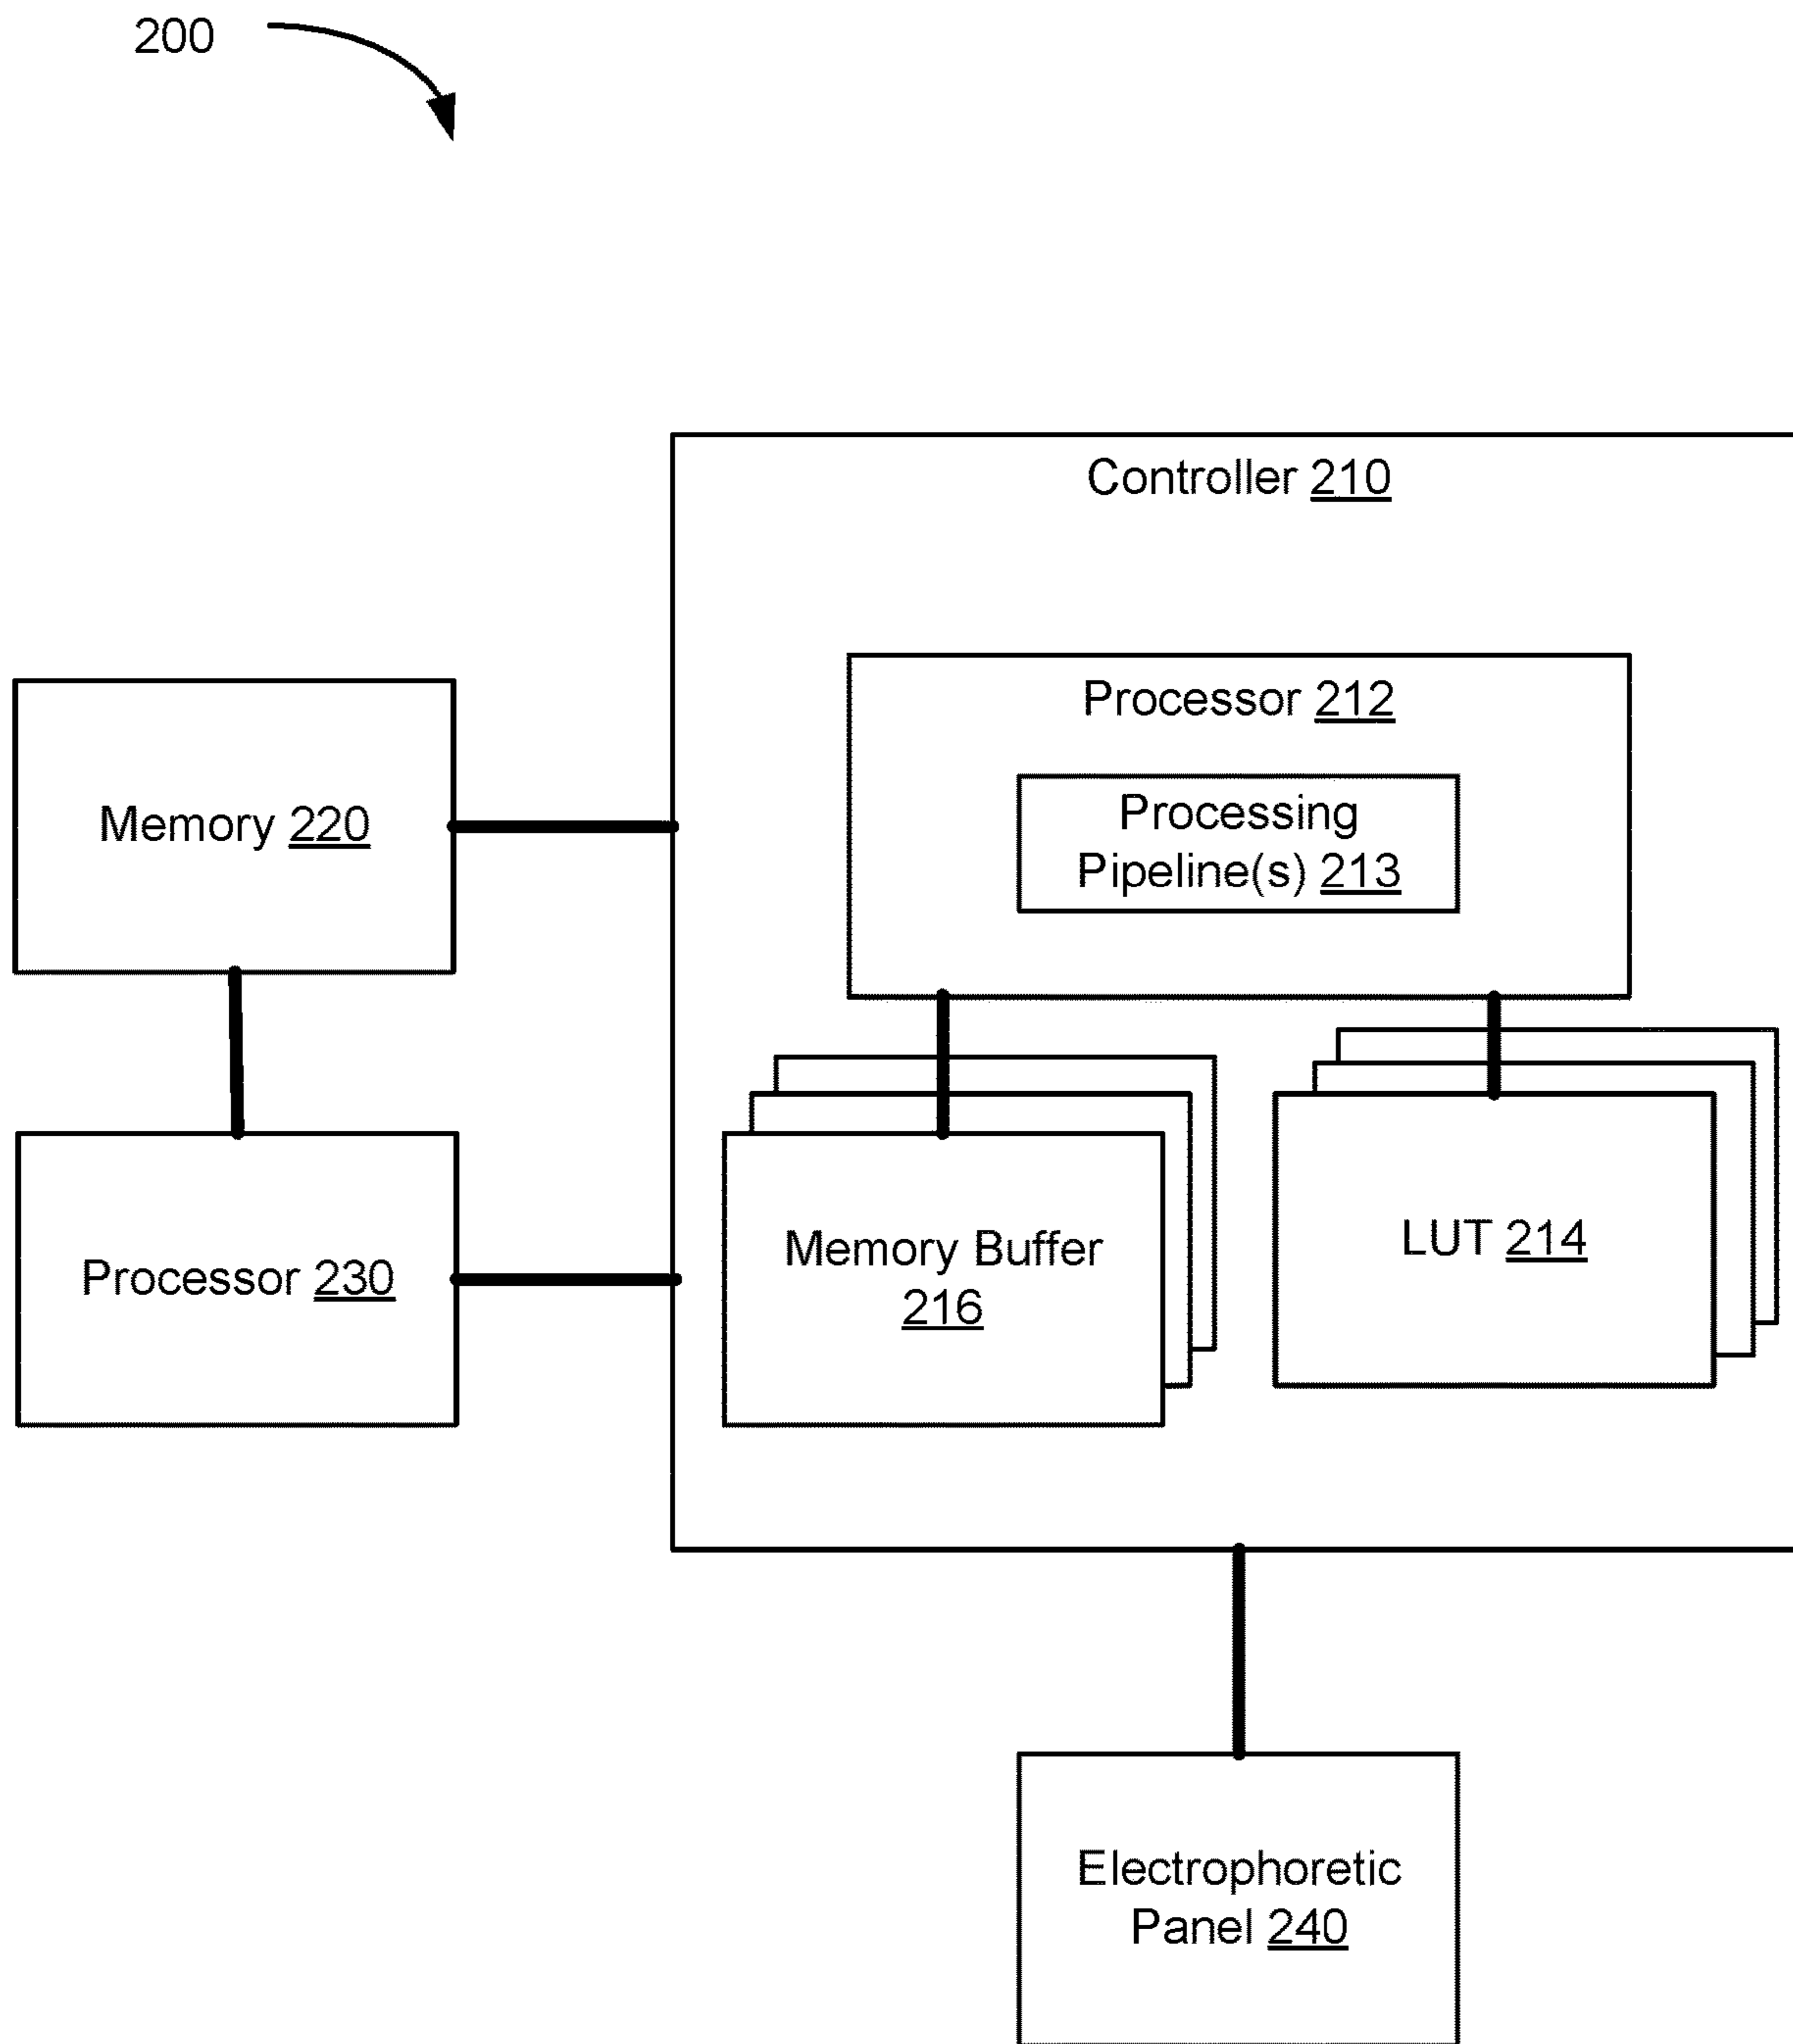 200
Controller 210
Processor 212
Processing
Pipeline(s) 213
Memory 220
Memory Buffer
216
LUT 214
Processor 230
Electrophoretic
Panel 240